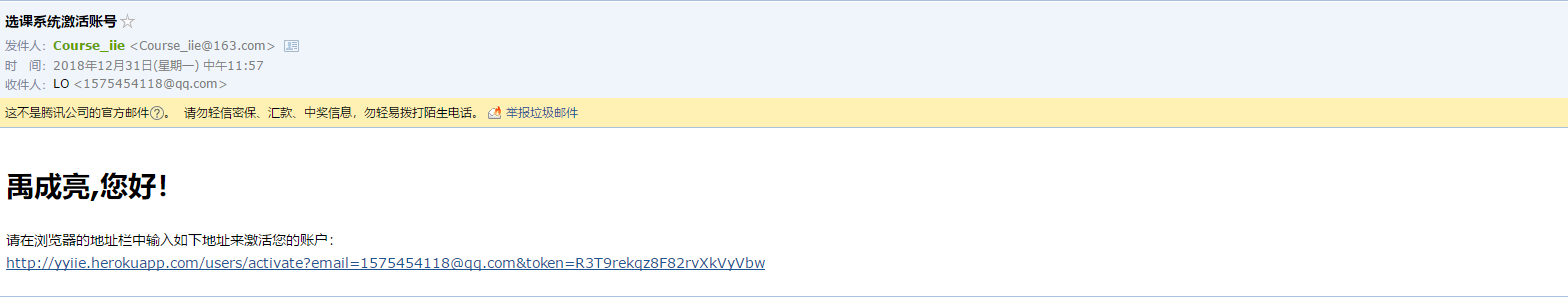 选课系统激活账号
发件人：Course_iie <Course_iie@163.com>
时　间：2018年12月31日(星期一) 中午11:57
收件人：LO <1575454118@qq.com>
这不是腾讯公司的官方邮件?。 请勿轻信密保、汇款、中奖信息，勿轻易拨打陌生电话。 举报垃圾邮件
禹成亮,您好！
请在浏览器的地址栏中输入如下地址来激活您的账户：
http://yyiie.herokuapp.com/users/activate?email=1575454118@qq.com&token=R3T9rekqz8F82rvXkVyVbw